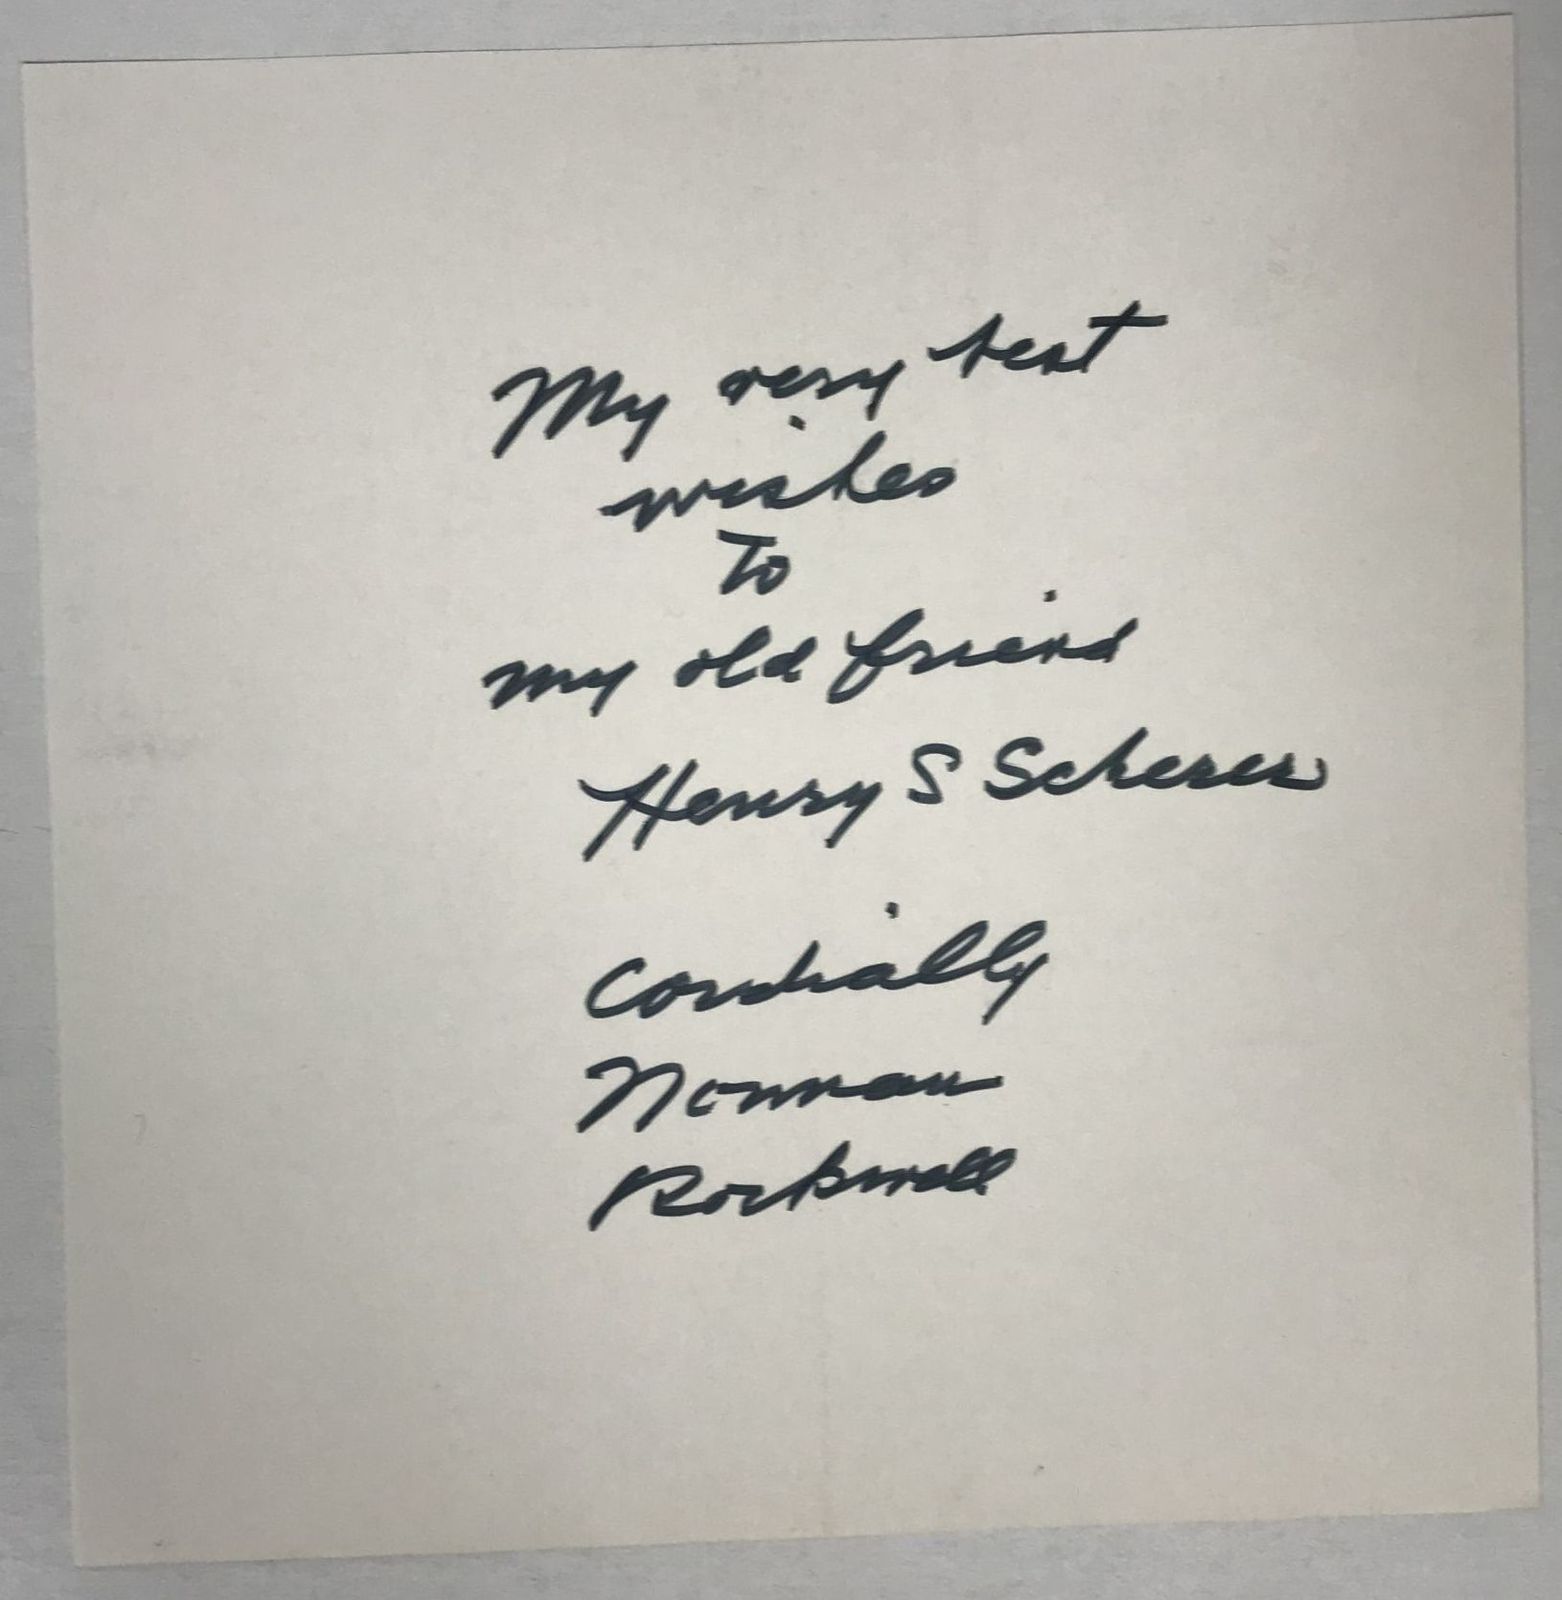 My very best
wishes
To
my old friend
Henry S Scherer
Cordially
Norman
Rockwell